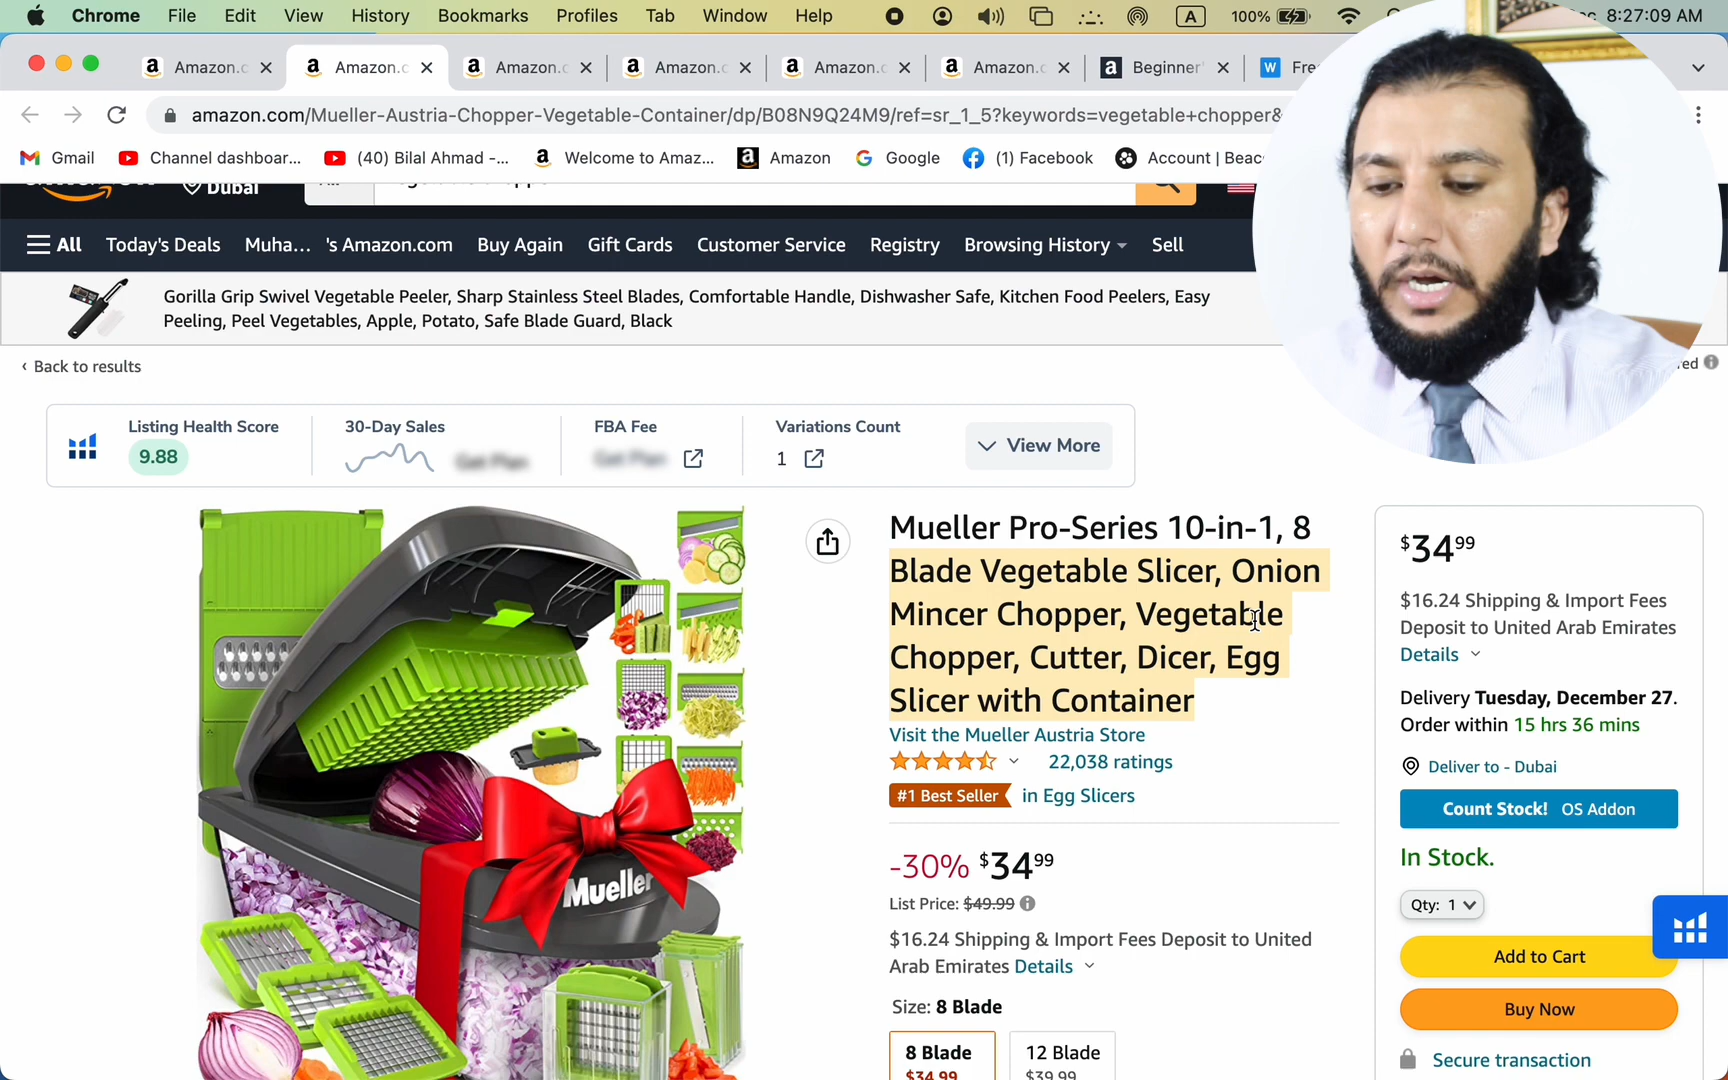 Chrome File Edit View History Bookmarks Profiles Tab Window Help A 100% 8:27:09 AM
Amazon.c Amazon.c Amazon.c Amazon.c Amazon.c Amazon.c Beginner' Fre
amazon.com/Mueller-Austria-Chopper-Vegetable-Container/dp/B08N9Q24M9/ref=sr_1_5?keywords=vegetable+chopper&
Gmail Channel dashboar... (40) Bilal Ahmad -... Welcome to Amaz... Amazon Google (1) Facebook Account | Beac
Dubai
All Today's Deals Muha... 's Amazon.com Buy Again Gift Cards Customer Service Registry Browsing History Sell
Gorilla Grip Swivel Vegetable Peeler, Sharp Stainless Steel Blades, Comfortable Handle, Dishwasher Safe, Kitchen Food Peelers, Easy
Peeling, Peel Vegetables, Apple, Potato, Safe Blade Guard, Black
‹ Back to results
Listing Health Score 30-Day Sales FBA Fee Variations Count
9.88 1
View More
Mueller Pro-Series 10-in-1, 8
Blade Vegetable Slicer, Onion
Mincer Chopper, Vegetable
Chopper, Cutter, Dicer, Egg
Slicer with Container
Visit the Mueller Austria Store
22,038 ratings
#1 Best Seller in Egg Slicers
-30% $34 99
List Price: $49.99
$16.24 Shipping & Import Fees Deposit to United
Arab Emirates Details
Size: 8 Blade
8 Blade 12 Blade
$34.99 $39.99
Mueller
$34 99
$16.24 Shipping & Import Fees
Deposit to United Arab Emirates
Details
Delivery Tuesday, December 27.
Order within 15 hrs 36 mins
Deliver to - Dubai
Count Stock! OS Addon
In Stock.
Qty: 1
Add to Cart
Buy Now
Secure transaction